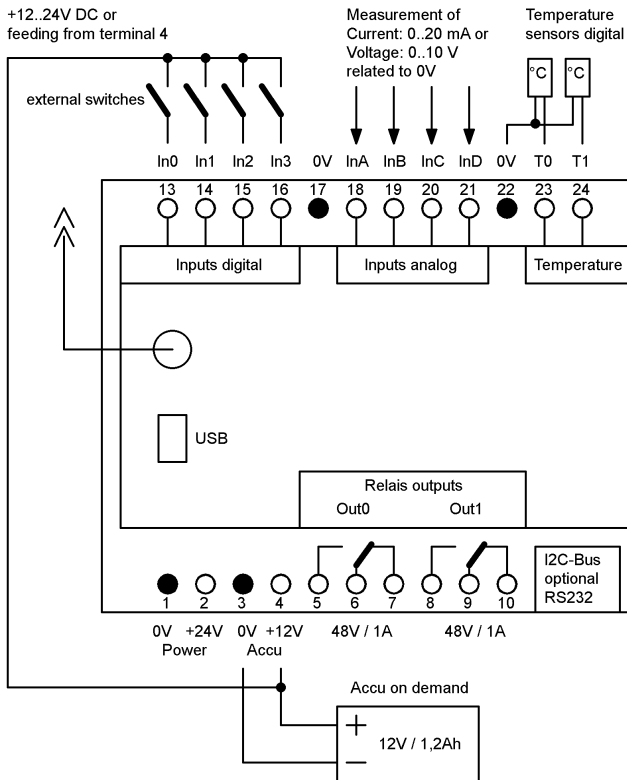 +12..24V DC or
feeding from terminal 4
Measurement of
Current: 0..20 mA or
Voltage: 0..10 V
related to 0V
Temperature
sensors digital
°C °C
external switches
In0 In1 In2 In3 0V InA InB InC InD 0V T0 T1
13 14 15 16 17 18 19 20 21 22 23 24
Inputs digital Inputs analog Temperature
USB
Relais outputs
Out0 Out1
I2C-Bus
optional
RS232
1 2 3 4 5 6 7 8 9 10
0V +24V 0V +12V 48V / 1A 48V / 1A
Power Accu
Accu on demand
+
12V / 1,2Ah
−